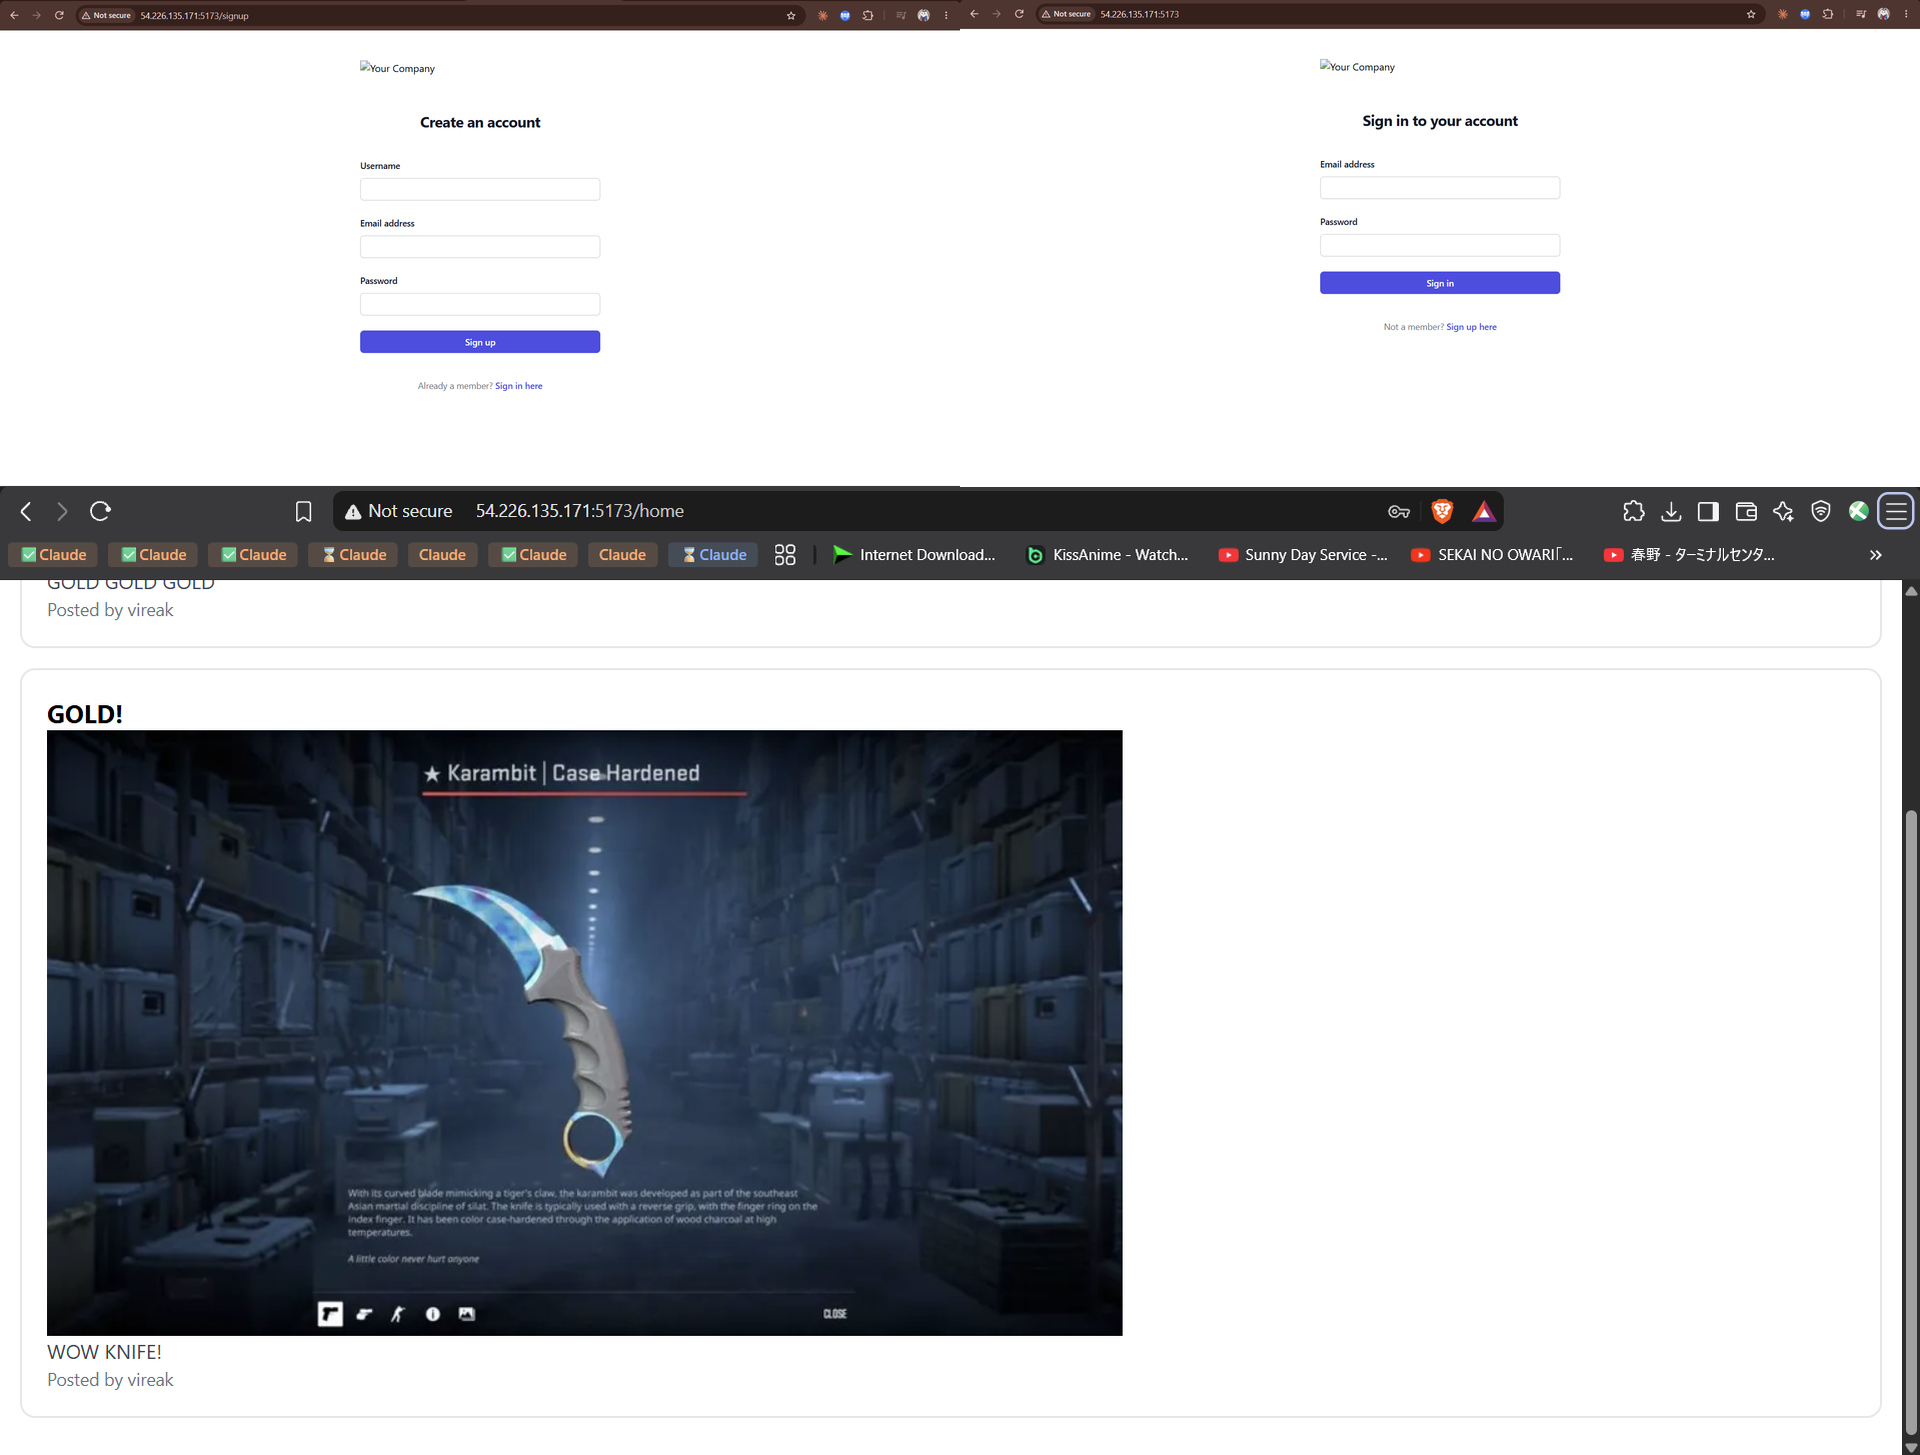 Not secure 54.226.135.171:5173/signup
Your Company
Create an account
Username
Email address
Password
Sign up
Already a member? Sign in here
Not secure 54.226.135.171:5173
Your Company
Sign in to your account
Email address
Password
Sign in
Not a member? Sign up here
Not secure 54.226.135.171:5173/home
✅Claude ✅Claude ✅Claude ⌛Claude Claude ✅Claude Claude ⌛Claude Internet Download... KissAnime - Watch... Sunny Day Service -... SEKAI NO OWARI「... 春野 - ターミナルセンタ...
GOLD GOLD GOLD
Posted by vireak
GOLD!
★ Karambit | Case Hardened
With its curved blade mimicking a tiger's claw, the karambit was developed as part of the southeast
Asian martial discipline of silat. The knife is typically used with a reverse grip, with the finger ring on the
index finger. It has been color case-hardened through the application of wood charcoal at high
temperatures.
A little color never hurt anyone
CLOSE
WOW KNIFE!
Posted by vireak